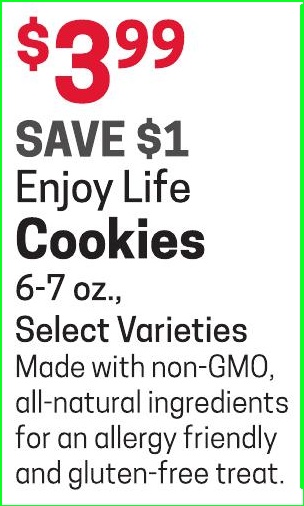 $3.99
SAVE $1
Enjoy Life
Cookies
6-7 oz.,
Select Varieties
Made with non-GMO,
all-natural ingredients
for an allergy friendly
and gluten-free treat.